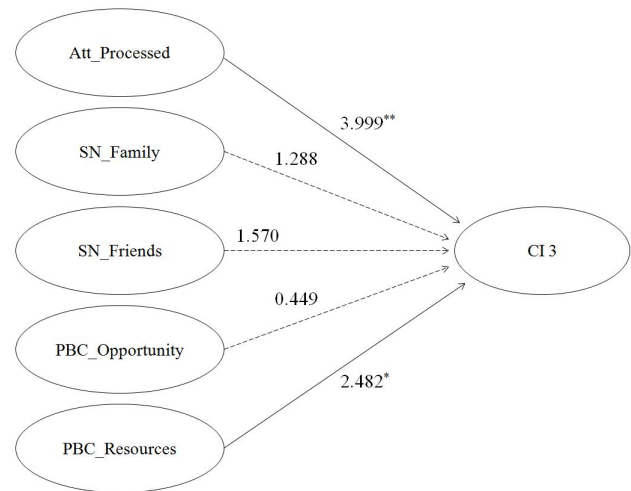 Att_Processed
3.999**
SN_Family
1.288
SN_Friends
1.570
CI 3
0.449
PBC_Opportunity
2.482*
PBC_Resources